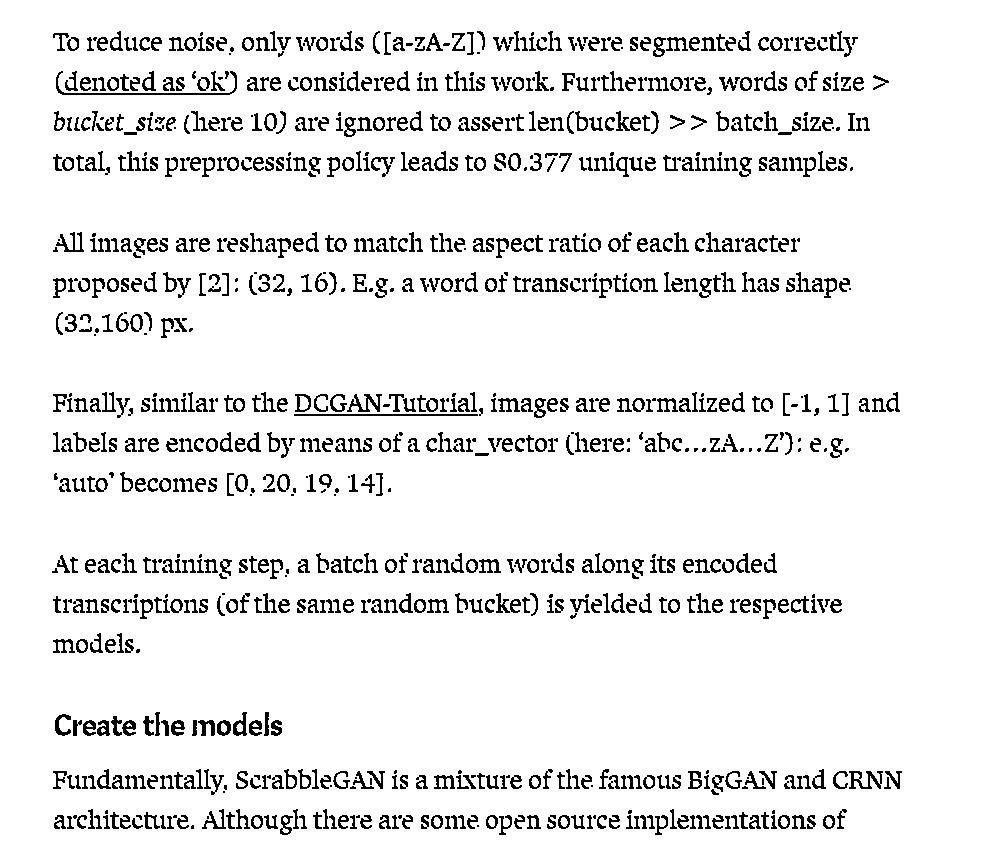 To reduce noise, only words ([a-zA-Z]) which were segmented correctly
(denoted as ‘ok’) are considered in this work. Furthermore, words of size >
bucket_size (here 10) are ignored to assert len(bucket) >> batch_size. In
total, this preprocessing policy leads to 80.377 unique training samples.
All images are reshaped to match the aspect ratio of each character
proposed by [2]: (32, 16). E.g. a word of transcription length has shape
(32,160) px.
Finally, similar to the DCGAN-Tutorial, images are normalized to [-1, 1] and
labels are encoded by means of a char_vector (here: ‘abc…zA…Z’): e.g.
‘auto’ becomes [0, 20, 19, 14].
At each training step, a batch of random words along its encoded
transcriptions (of the same random bucket) is yielded to the respective
models.
Create the models
Fundamentally, ScrabbleGAN is a mixture of the famous BigGAN and CRNN
architecture. Although there are some open source implementations of